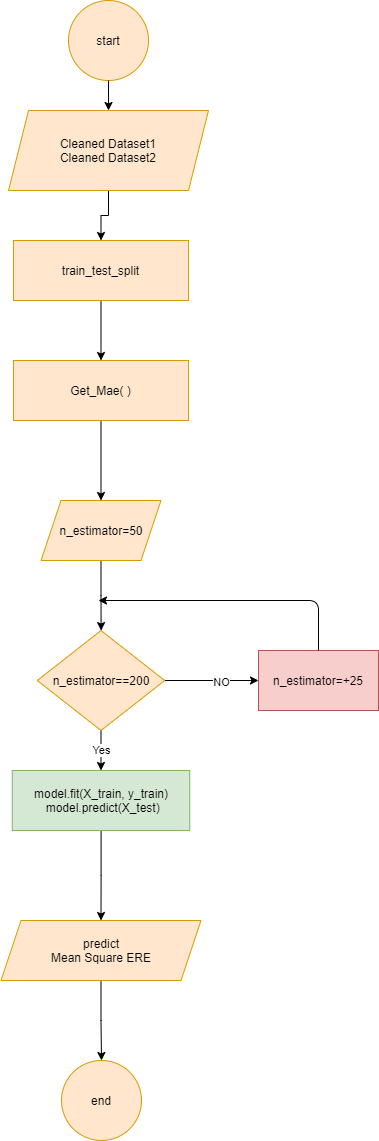 start
Cleaned Dataset1
Cleaned Dataset2
train_test_split
Get_Mae( )
n_estimator=50
n_estimator==200
NO
n_estimator=+25
Yes
model.fit(X_train, y_train)
model.predict(X_test)
predict
Mean Square ERE
end